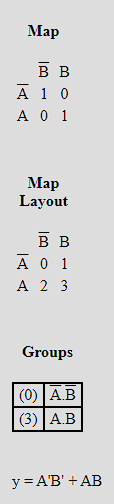 Map
B̅ B
A̅ 1 0
A 0 1
Map
Layout
B̅ B
A̅ 0 1
A 2 3
Groups
(0) A̅.B̅
(3) A.B
y = A'B' + AB